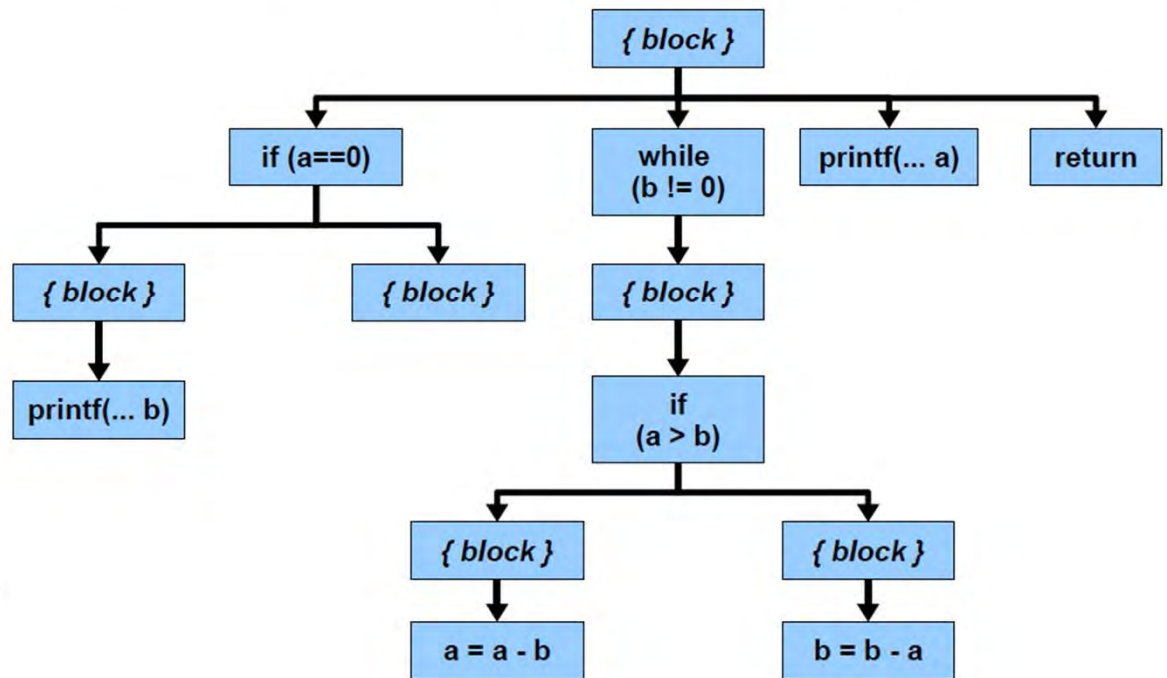 { block }
if (a==0)
while
(b != 0)
printf(... a)
return
{ block }
{ block }
{ block }
printf(... b)
if
(a > b)
{ block }
{ block }
a = a - b
b = b - a